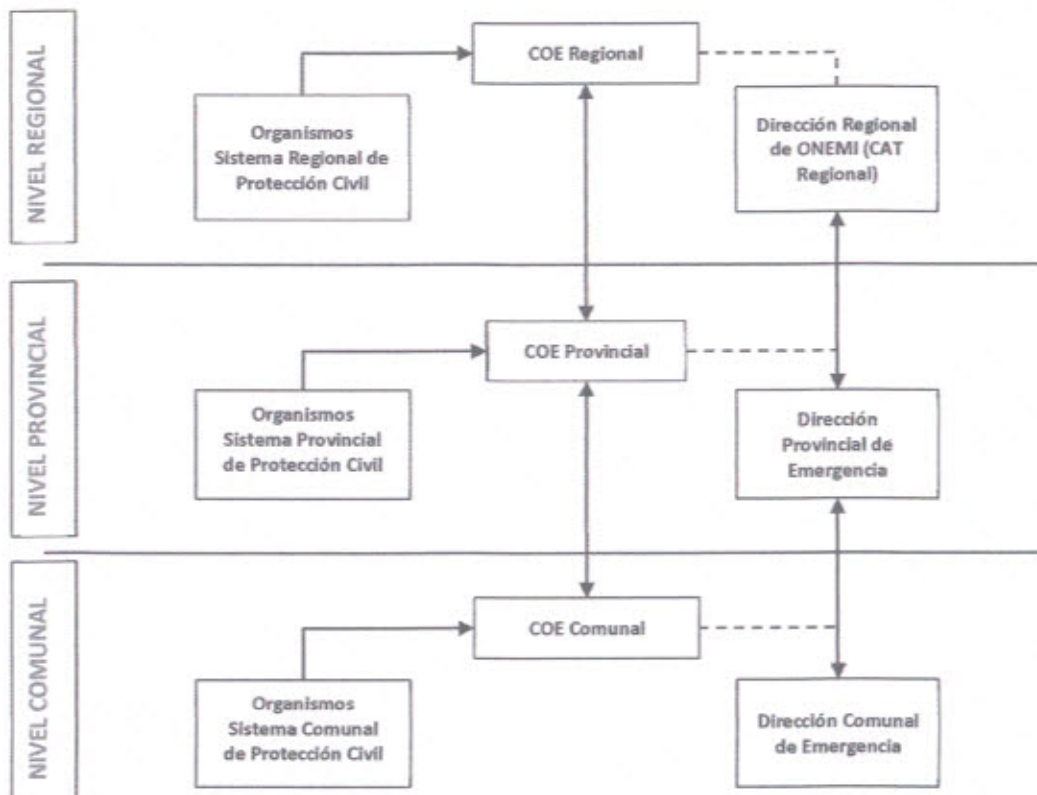 NIVEL REGIONAL
COE Regional
Organismos
Sistema Regional de
Protección Civil
Dirección Regional
de ONEMI (CAT
Regional)
NIVEL PROVINCIAL
COE Provincial
Organismos
Sistema Provincial
de Protección Civil
Dirección
Provincial de
Emergencia
NIVEL COMUNAL
COE Comunal
Organismos
Sistema Comunal
de Protección Civil
Dirección Comunal
de Emergencia